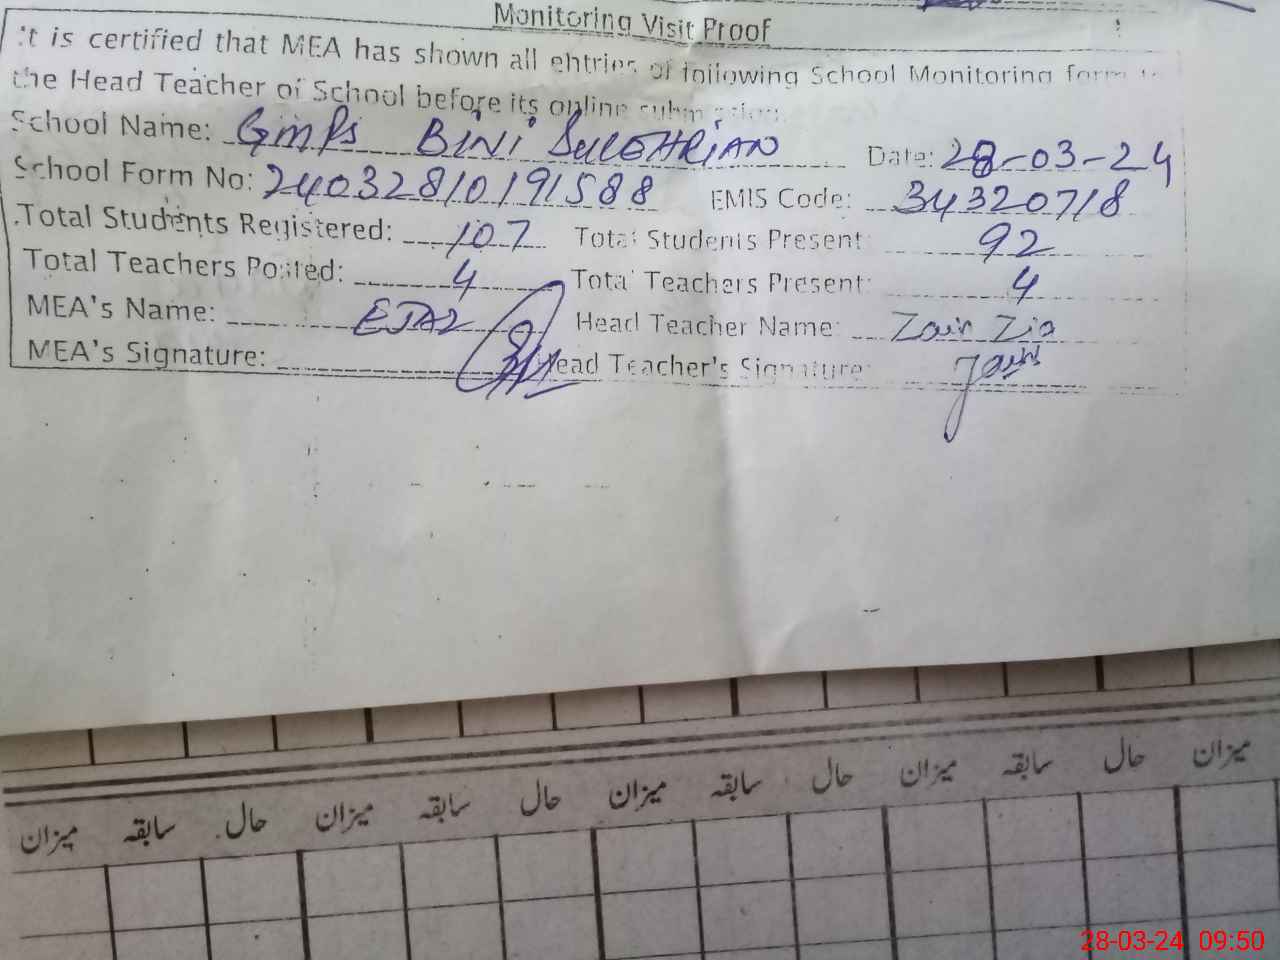 Monitoring Visit Proof
It is certified that MEA has shown all entries of following School Monitoring form to
the Head Teacher of School before its online submission.
School Name: GMPS BINI SULEHRIAN Date: 28-03-24
School Form No: 24032810191588 EMIS Code: 34320718
Total Students Registered: 107 Total Students Present: 92
Total Teachers Posted: 4 Total Teachers Present: 4
MEA's Name: EJAZ Head Teacher Name: Zain Zia
MEA's Signature: Head Teacher's Signature:
میزان حال سابقہ میزان حال سابقہ میزان حال سابقہ میزان حال سابقہ میزان
28-03-24 09:50